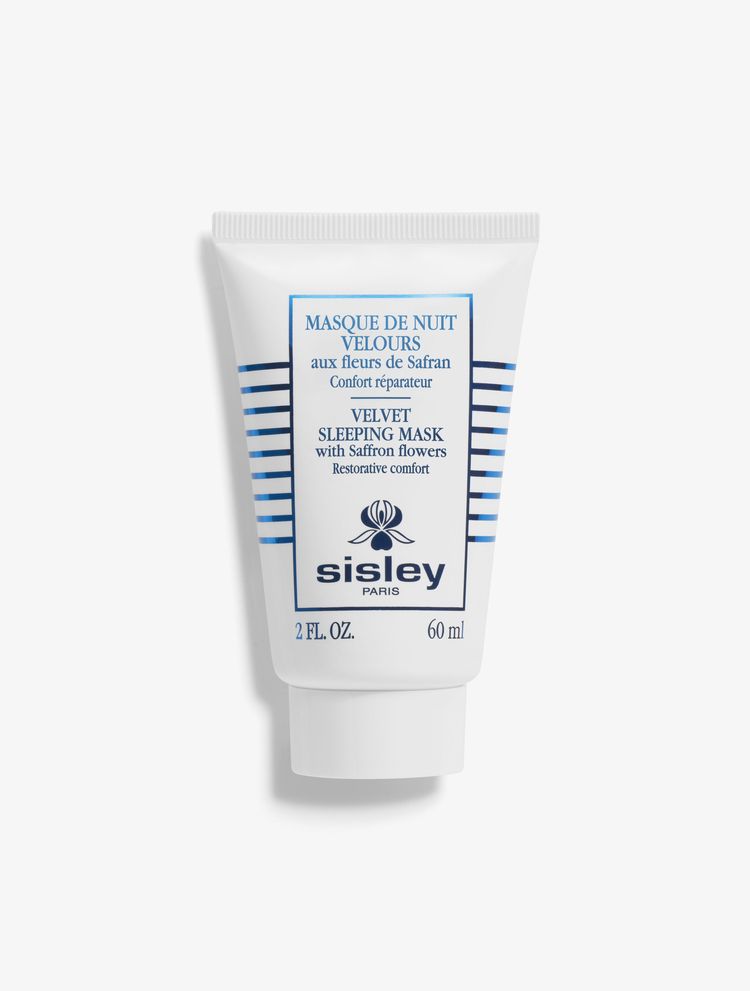 MASQUE DE NUIT
VELOURS
aux fleurs de Safran
Confort réparateur
VELVET
SLEEPING MASK
with Saffron flowers
Restorative comfort
sisley
PARIS
2 FL. OZ. 60 ml